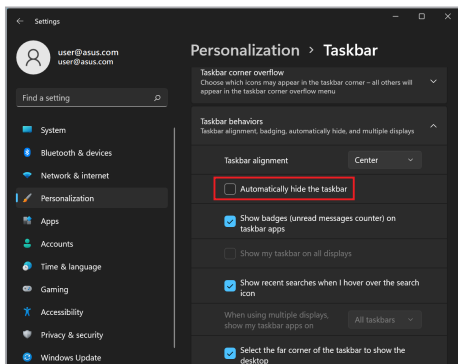 Settings
user@asus.com
user@asus.com
Find a setting
System
Bluetooth & devices
Network & internet
Personalization
Apps
Accounts
Time & language
Gaming
Accessibility
Privacy & security
Windows Update
Personalization > Taskbar
Taskbar corner overflow
Choose which icons may appear in the taskbar corner – all others will
appear in the taskbar corner overflow menu
Taskbar behaviors
Taskbar alignment, badging, automatically hide, and multiple displays
Taskbar alignment
Center
Automatically hide the taskbar
Show badges (unread messages counter) on
taskbar apps
Show my taskbar on all displays
Show recent searches when I hover over the search
icon
When using multiple displays,
show my taskbar apps on
All taskbars
Select the far corner of the taskbar to show the
desktop